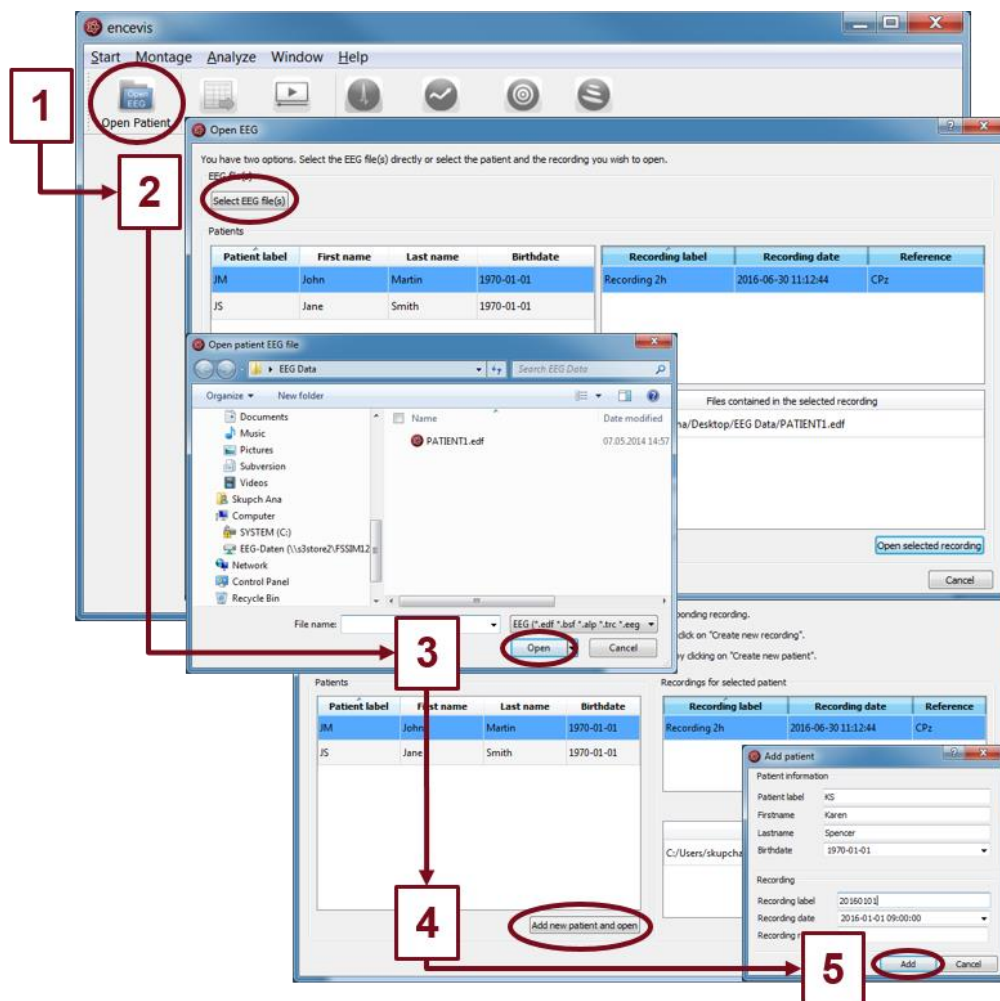 encevis
Start Montage Analyze Window Help
Open EEG
Open Patient
1
2
Open EEG
You have two options. Select the EEG file(s) directly or select the patient and the recording you wish to open.
EEG file(s)
Select EEG file(s)
Patients
Patient label First name Last name Birthdate
JM John Martin 1970-01-01
JS Jane Smith 1970-01-01
Recording label Recording date Reference
Recording 2h 2016-06-30 11:12:44 CPz
Files contained in the selected recording
na/Desktop/EEG Data/PATIENT1.edf
Open selected recording
Cancel
Open patient EEG file
EEG Data
Search EEG Data
Organize New folder
Documents
Music
Pictures
Subversion
Videos
Skupch Ana
Computer
SYSTEM (C:)
EEG-Daten (\\s3store2\FSSIM12
Network
Control Panel
Recycle Bin
Name Date modified
PATIENT1.edf 07.05.2014 14:57
File name:
EEG (*.edf *.bsf *.alp *.trc *.eeg
Open Cancel
3
ponding recording.
click on "Create new recording".
by clicking on "Create new patient".
Patients
Patient label First name Last name Birthdate
JM John Martin 1970-01-01
JS Jane Smith 1970-01-01
Recordings for selected patient
Recording label Recording date Reference
Recording 2h 2016-06-30 11:12:44 CPz
C:/Users/skupcha
Add new patient and open
4
Add patient
Patient information
Patient label KS
Firstname Karen
Lastname Spencer
Birthdate 1970-01-01
Recording
Recording label 20160101
Recording date 2016-01-01 09:00:00
Recording
Add Cancel
5